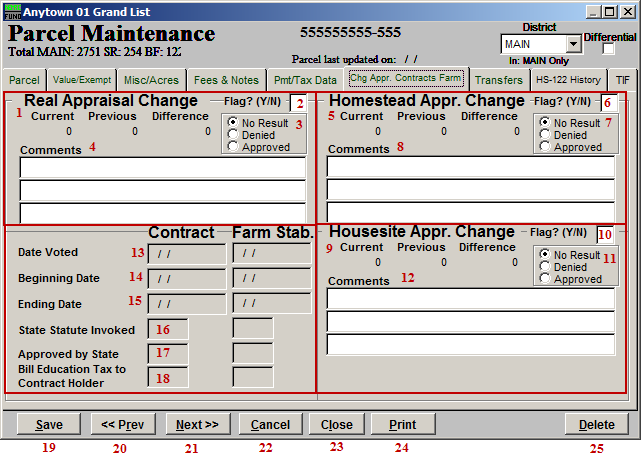 FUND
Anytown 01 Grand List
Parcel Maintenance
Total MAIN: 2751 SR: 254 BF: 122
555555555-555
Parcel last updated on: / /
District
MAIN
In: MAIN Only
Differential
Parcel
Value/Exempt
Misc/Acres
Fees & Notes
Pmt/Tax Data
Chg Appr. Contracts Farm
Transfers
HS-122 History
TIF
Real Appraisal Change
Flag? (Y/N) 2
1 Current Previous Difference
0 0 0
3
No Result
Denied
Approved
Comments 4
Homestead Appr. Change
Flag? (Y/N) 6
5 Current Previous Difference
0 0 0
7
No Result
Denied
Approved
Comments 8
Contract Farm Stab.
Date Voted 13 / / / /
Beginning Date 14 / / / /
Ending Date 15 / / / /
State Statute Invoked 16
Approved by State 17
Bill Education Tax to
Contract Holder 18
Housesite Appr. Change
Flag? (Y/N) 10
9 Current Previous Difference
0 0 0
11
No Result
Denied
Approved
Comments 12
Save
<< Prev
Next >>
Cancel
Close
Print
Delete
19 20 21 22 23 24 25